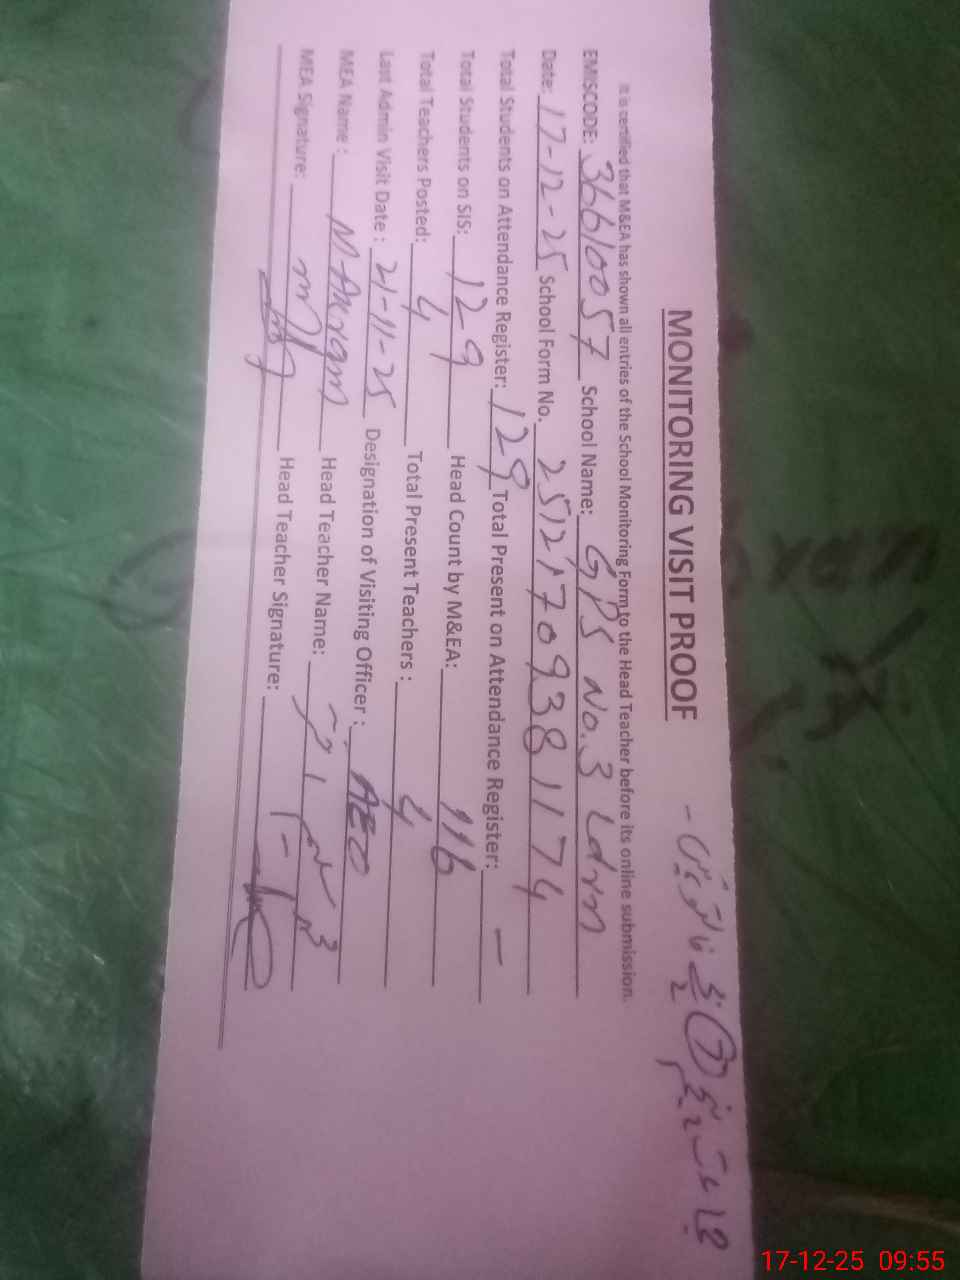 MONITORING VISIT PROOF
It is certified that M&EA has shown all entries of the School Monitoring Form to the Head Teacher before its online submission.
EMISCODE: 36610057 School Name: GPS No.3 Ldrn
Date: 17-12-25 School Form No. 25121709381174
Total Students on Attendance Register: 129 Total Present on Attendance Register: -
Total Students on SIS: 129 Head Count by M&EA: 116
Total Teachers Posted: 4 Total Present Teachers : 4
Last Admin Visit Date : 21-11-25 Designation of Visiting Officer : AEO
MEA Name : Head Teacher Name:
MEA Signature: Head Teacher Signature:
17-12-25 09:55